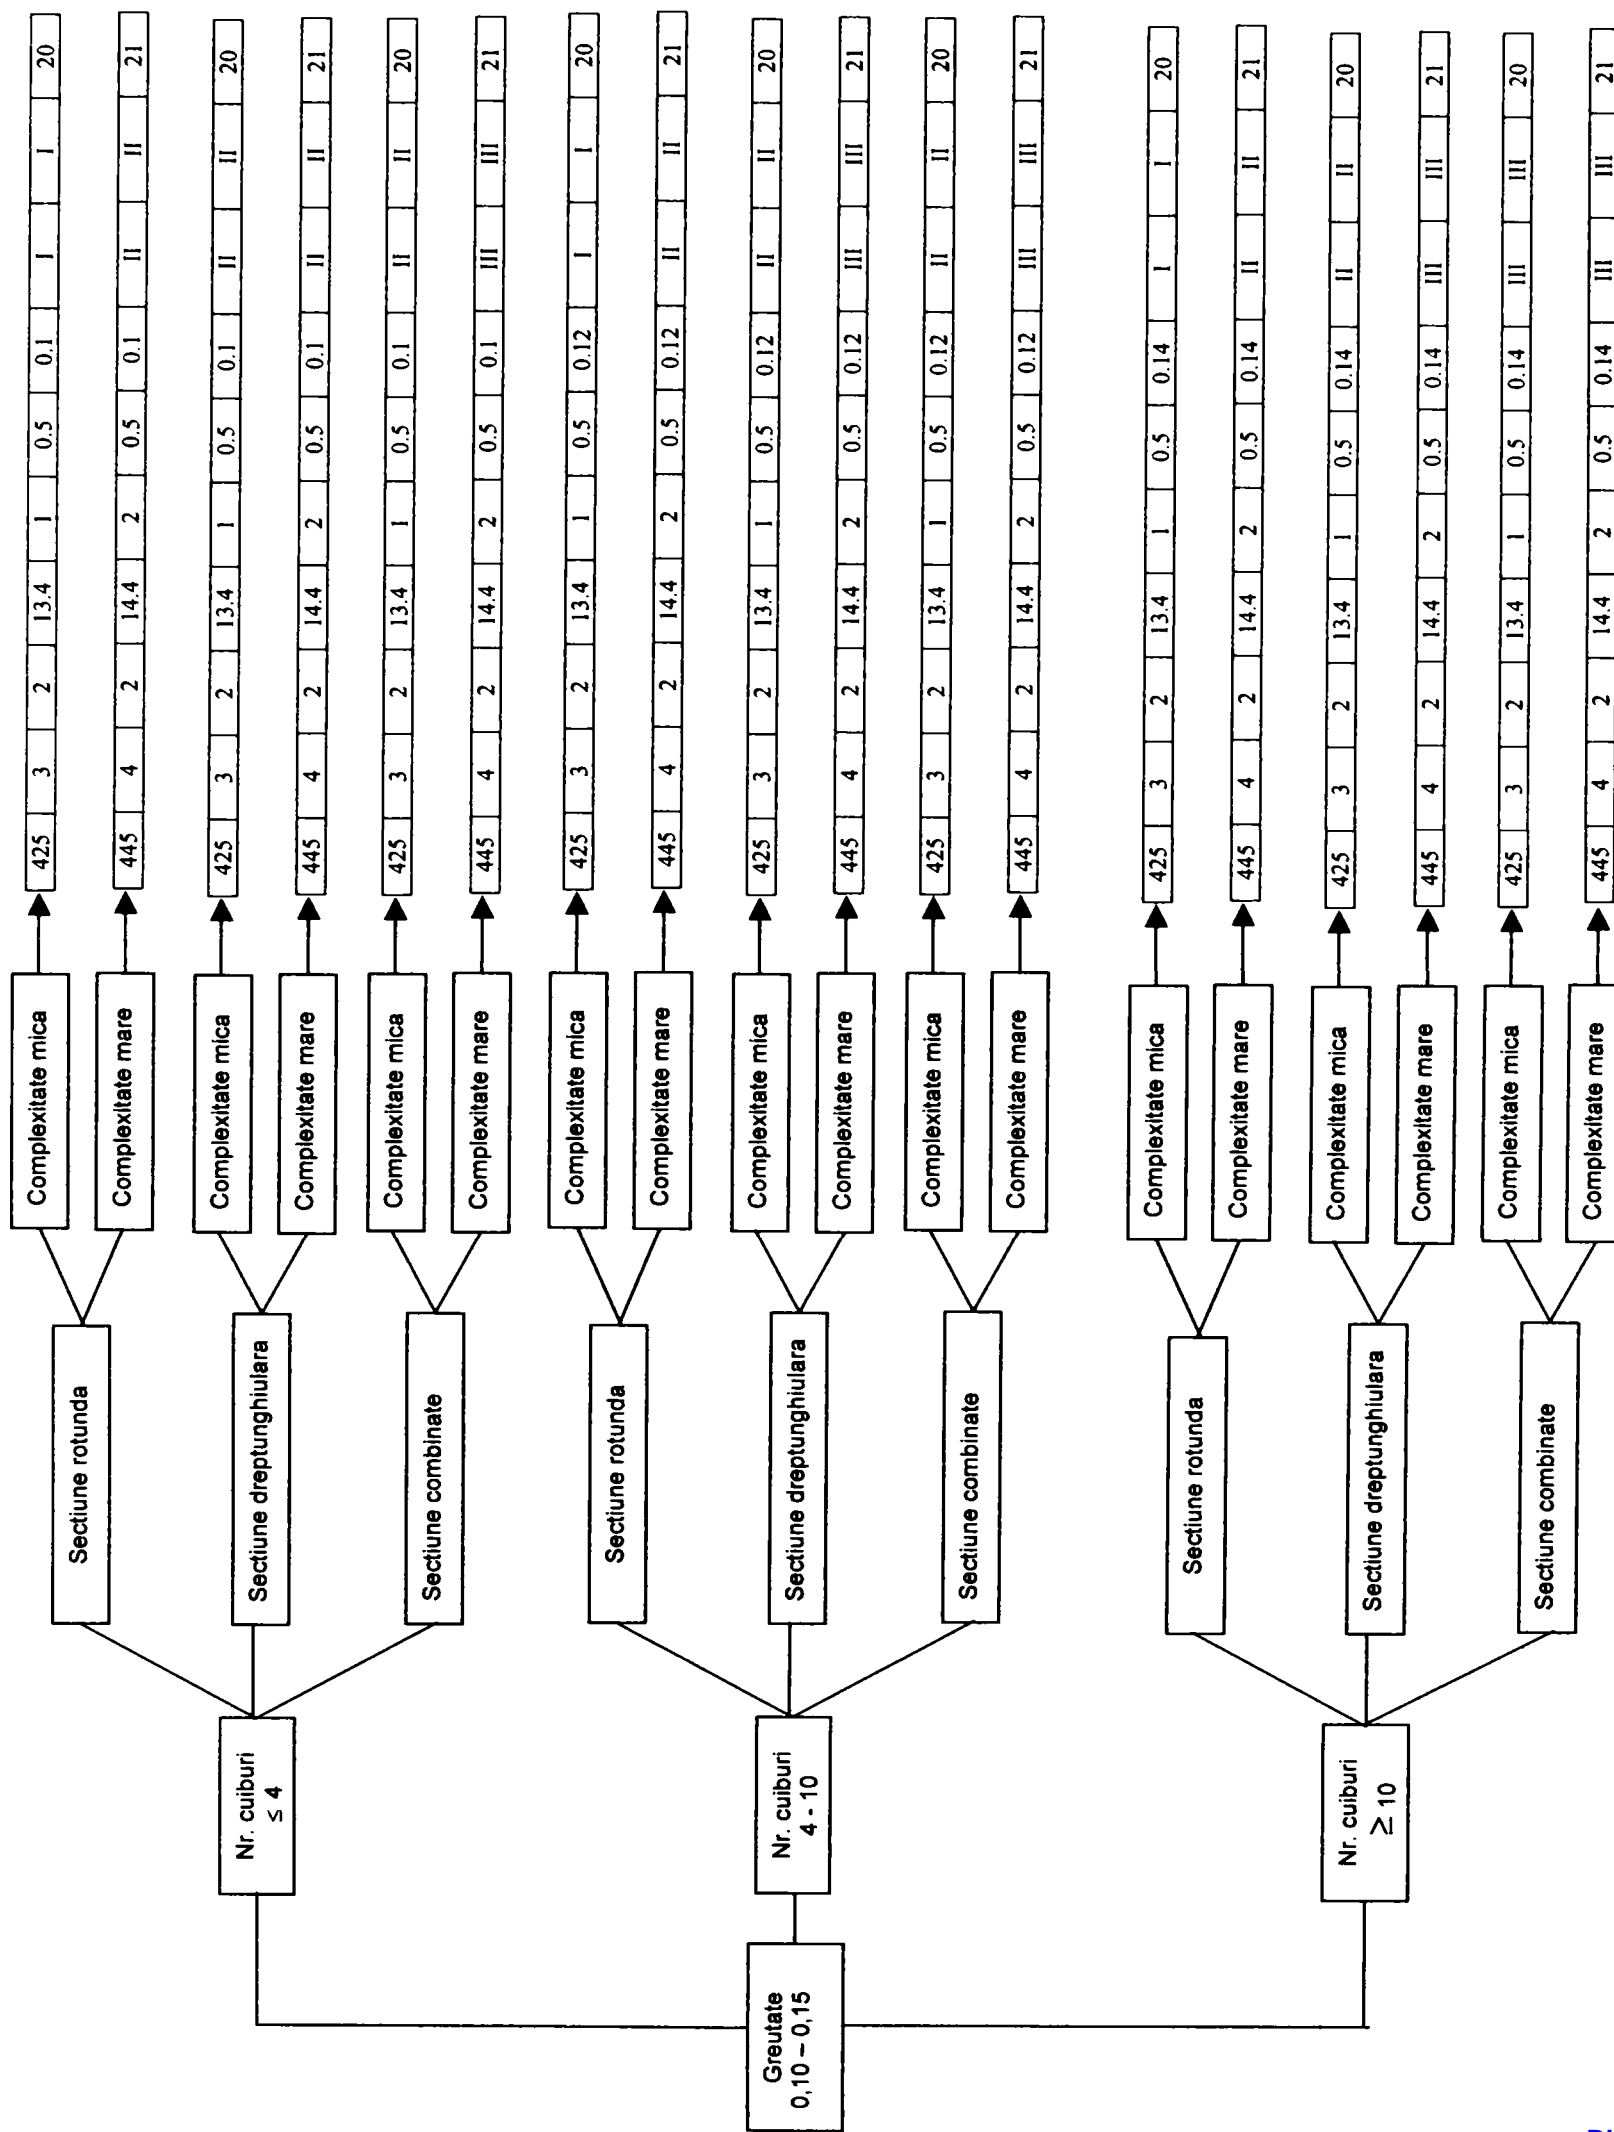 Greutate
0,10 – 0,15
Nr. cuiburi
≤ 4
Sectiune rotunda
Complexitate mica
425 3 2 13.4 1 0.5 0.1 I I 20
Complexitate mare
445 4 2 14.4 2 0.5 0.1 II II 21
Sectiune dreptunghiulara
Complexitate mica
425 3 2 13.4 1 0.5 0.1 II II 20
Complexitate mare
445 4 2 14.4 2 0.5 0.1 II II 21
Sectiune combinate
Complexitate mica
425 3 2 13.4 1 0.5 0.1 II II 20
Complexitate mare
445 4 2 14.4 2 0.5 0.1 III III 21
Nr. cuiburi
4 - 10
Sectiune rotunda
Complexitate mica
425 3 2 13.4 1 0.5 0.12 I I 20
Complexitate mare
445 4 2 14.4 2 0.5 0.12 II II 21
Sectiune dreptunghiulara
Complexitate mica
425 3 2 13.4 1 0.5 0.12 II II 20
Complexitate mare
445 4 2 14.4 2 0.5 0.12 III III 21
Sectiune combinate
Complexitate mica
425 3 2 13.4 1 0.5 0.12 II II 20
Complexitate mare
445 4 2 14.4 2 0.5 0.12 III III 21
Nr. cuiburi
≥ 10
Sectiune rotunda
Complexitate mica
425 3 2 13.4 1 0.5 0.14 I I 20
Complexitate mare
445 4 2 14.4 2 0.5 0.14 II II 21
Sectiune dreptunghiulara
Complexitate mica
425 3 2 13.4 1 0.5 0.14 II II 20
Complexitate mare
445 4 2 14.4 2 0.5 0.14 III III 21
Sectiune combinate
Complexitate mica
425 3 2 13.4 1 0.5 0.14 III III 20
Complexitate mare
445 4 2 14.4 2 0.5 0.14 III III 21